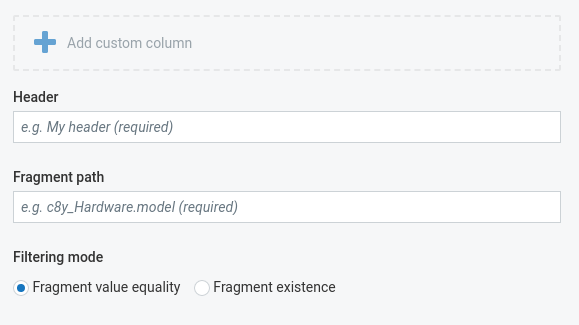 Add custom column
Header
e.g. My header (required)
Fragment path
e.g. c8y_Hardware.model (required)
Filtering mode
Fragment value equality Fragment existence